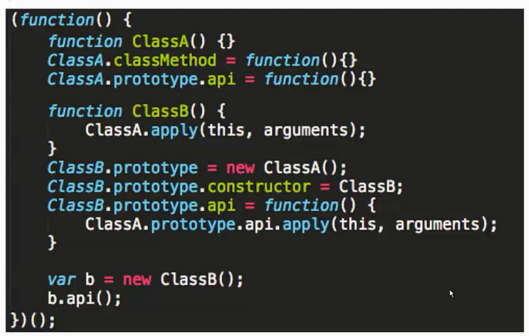 (function() {
    function ClassA() {}
    ClassA.classMethod = function(){}
    ClassA.prototype.api = function(){}
    function ClassB() {
        ClassA.apply(this, arguments);
    }
    ClassB.prototype = new ClassA();
    ClassB.prototype.constructor = ClassB;
    ClassB.prototype.api = function() {
        ClassA.prototype.api.apply(this, arguments);
    }
    var b = new ClassB();
    b.api();
})();